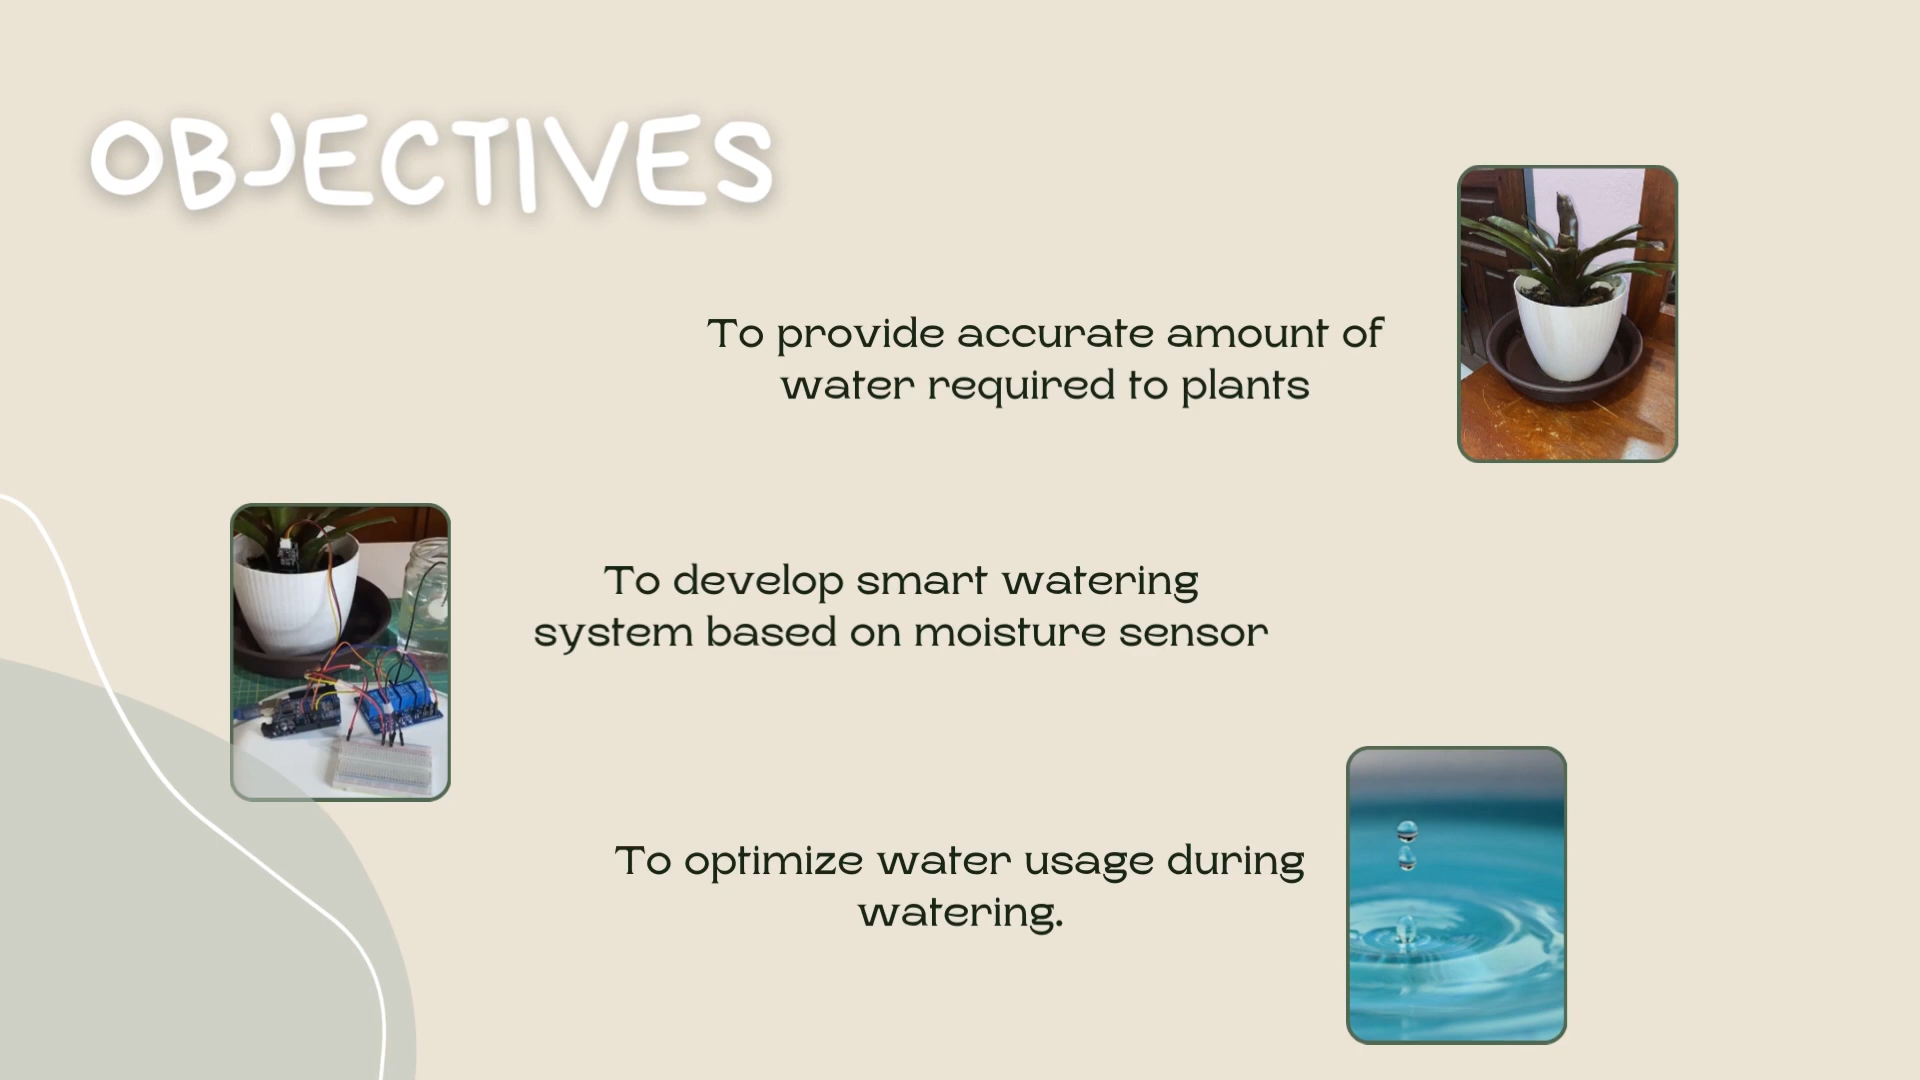 OBJECTIVES
To provide accurate amount of
water required to plants
To develop smart watering
system based on moisture sensor
To optimize water usage during
watering.